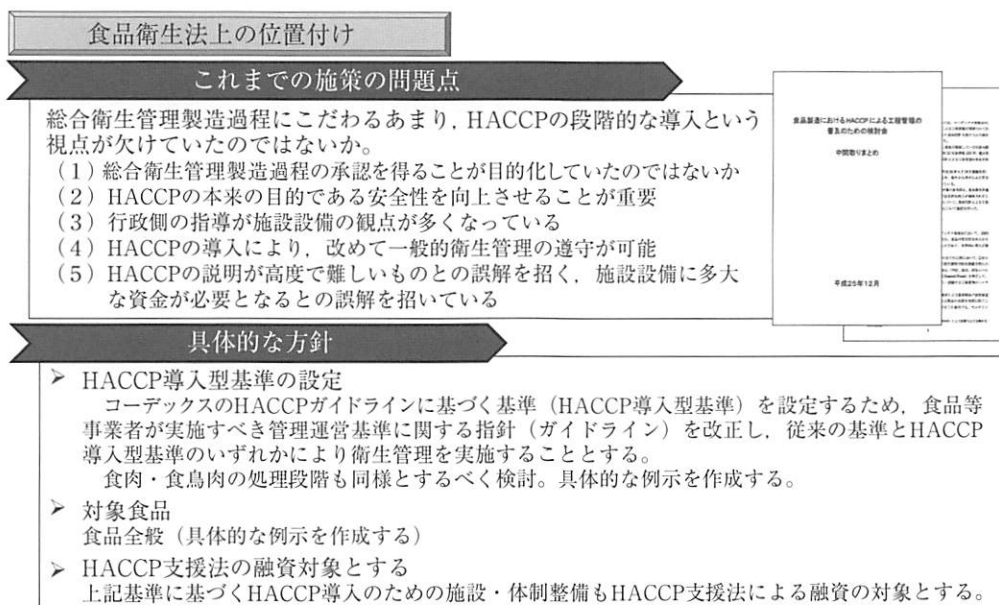 食品衛生法上の位置付け
これまでの施策の問題点
総合衛生管理製造過程にこだわるあまり，HACCPの段階的な導入という
視点が欠けていたのではないか。
（1）総合衛生管理製造過程の承認を得ることが目的化していたのではないか
（2）HACCPの本来の目的である安全性を向上させることが重要
（3）行政側の指導が施設設備の観点が多くなっている
（4）HACCPの導入により，改めて一般的衛生管理の遵守が可能
（5）HACCPの説明が高度で難しいものとの誤解を招く，施設設備に多大
な資金が必要となるとの誤解を招いている
食品製造におけるHACCPによる工程管理の
普及のための検討会
中間取りまとめ
平成25年12月
具体的な方針
➢ HACCP導入型基準の設定
コーデックスのHACCPガイドラインに基づく基準（HACCP導入型基準）を設定するため，食品等
事業者が実施すべき管理運営基準に関する指針（ガイドライン）を改正し，従来の基準とHACCP
導入型基準のいずれかにより衛生管理を実施することとする。
食肉・食鳥肉の処理段階も同様とするべく検討。具体的な例示を作成する。
➢ 対象食品
食品全般（具体的な例示を作成する）
➢ HACCP支援法の融資対象とする
上記基準に基づくHACCP導入のための施設・体制整備もHACCP支援法による融資の対象とする。